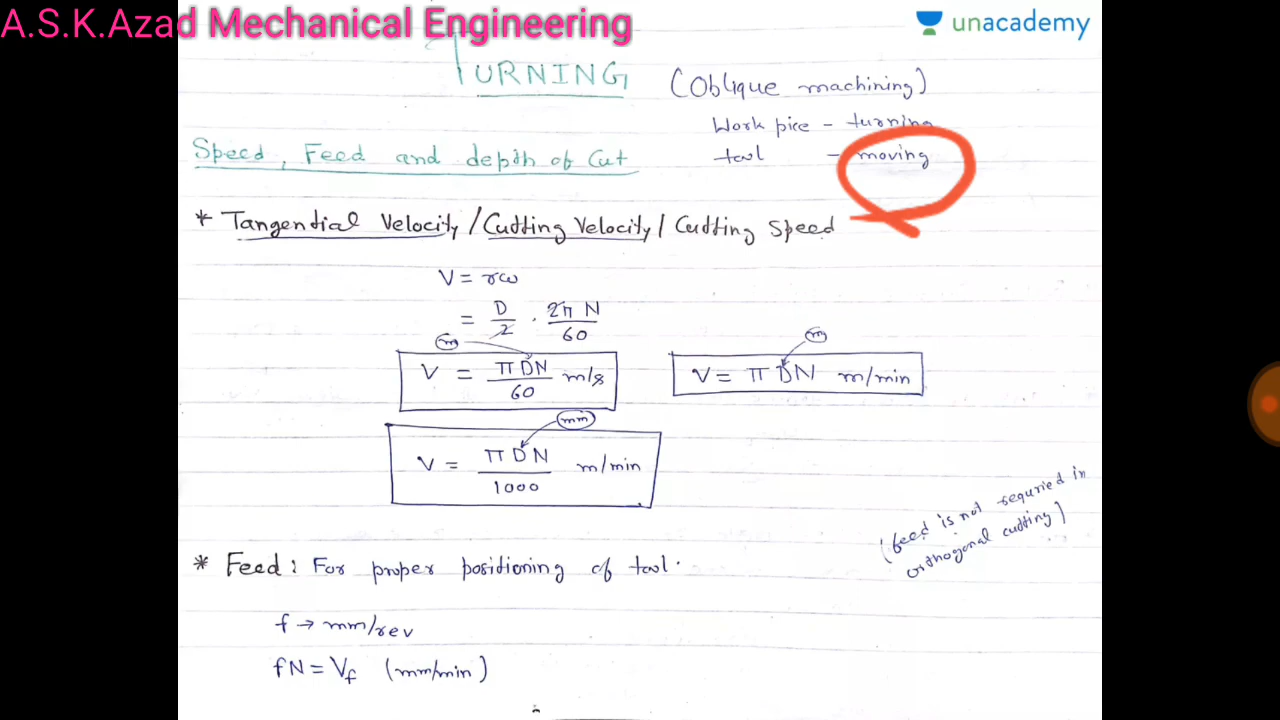 A.S.K.Azad Mechanical Engineering
unacademy
TURNING (Oblique machining)
Work pice - turning
tool - moving
Speed, Feed and depth of Cut
* Tangential Velocity / Cutting Velocity / Cutting Speed
V = rω
= D/2 · 2πN/60
m
V = πDN/60 m/s
m
V = πDN m/min
mm
V = πDN/1000 m/min
(feed is not requried in
orthogonal cutting)
* Feed: For proper positioning of tool.
f → mm/rev
fN = Vf (mm/min)